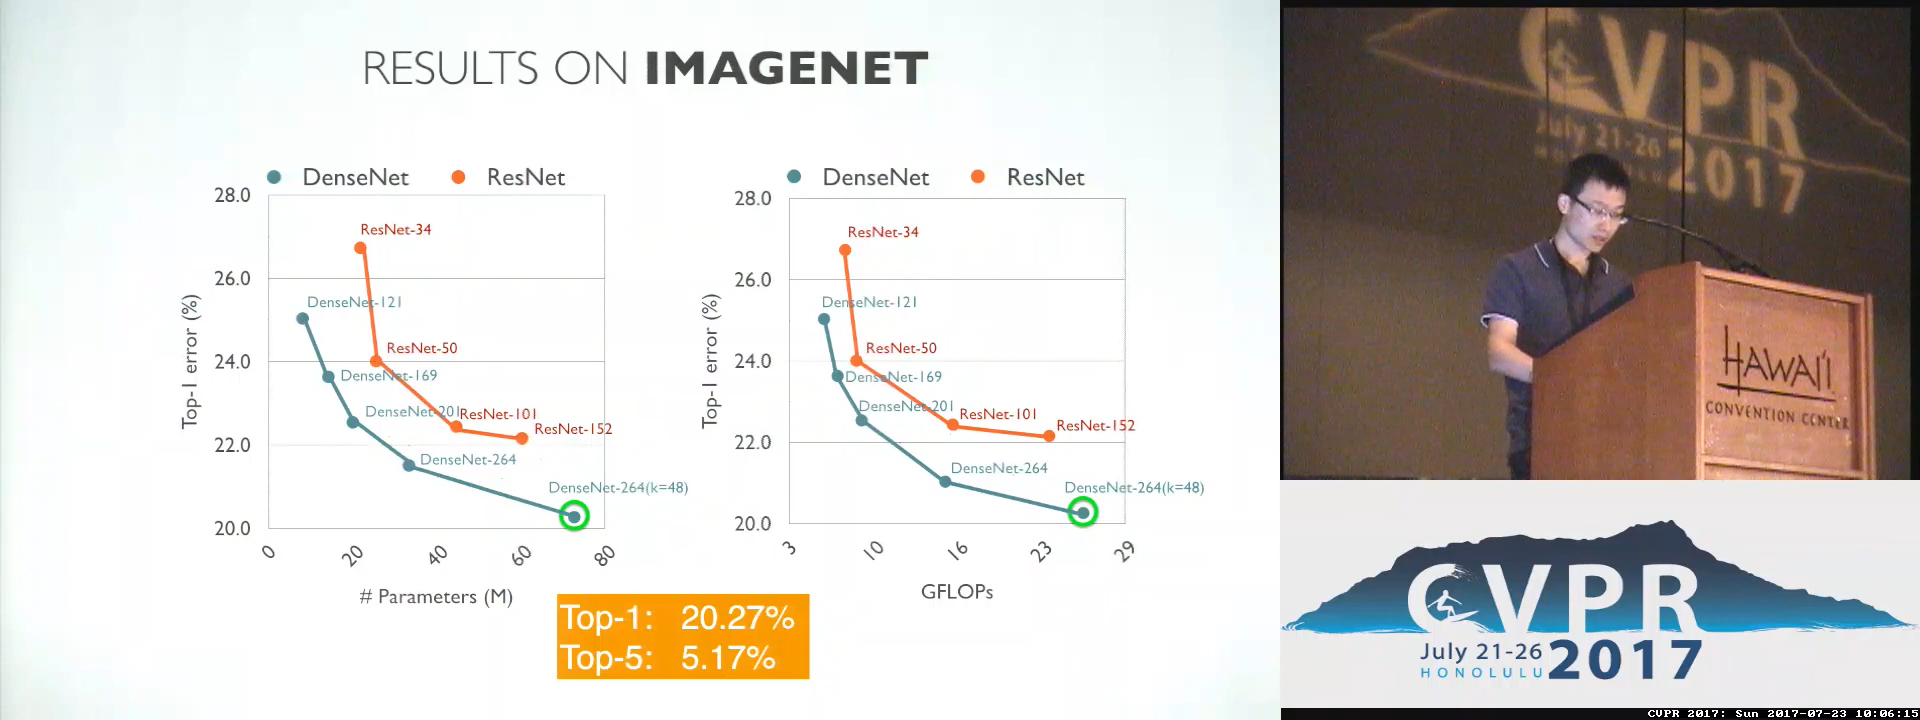 RESULTS ON IMAGENET
DenseNet
ResNet
28.0
26.0
24.0
22.0
20.0
Top-1 error (%)
ResNet-34
DenseNet-121
ResNet-50
DenseNet-169
DenseNet-201
ResNet-101
ResNet-152
DenseNet-264
DenseNet-264(k=48)
0
20
40
60
80
# Parameters (M)
DenseNet
ResNet
28.0
26.0
24.0
22.0
20.0
Top-1 error (%)
ResNet-34
DenseNet-121
ResNet-50
DenseNet-169
DenseNet-201
ResNet-101
ResNet-152
DenseNet-264
DenseNet-264(k=48)
3
10
16
23
29
GFLOPs
Top-1: 20.27%
Top-5: 5.17%
CVPR
July 21-26
2017
HAWAI'I
CONVENTION CENTER
CVPR
July 21-26
HONOLULU
2017
CVPR 2017: Sun 2017-07-23 10:06:15